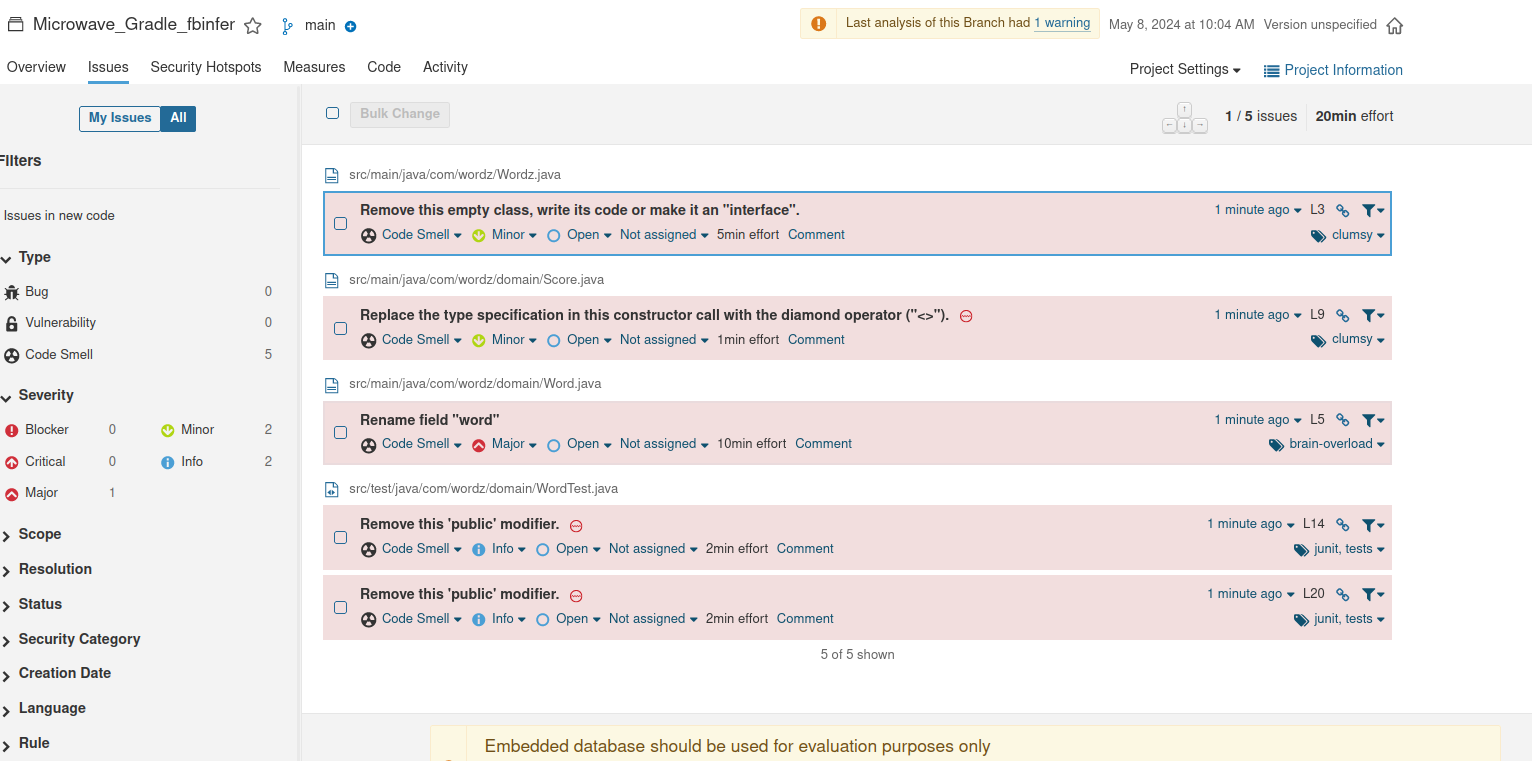 Microwave_Gradle_fbinfer main Last analysis of this Branch had 1 warning May 8, 2024 at 10:04 AM Version unspecified
Overview Issues Security Hotspots Measures Code Activity Project Settings Project Information
My Issues All
Bulk Change
1 / 5 issues 20min effort
Filters
Issues in new code
Type
Bug 0
Vulnerability 0
Code Smell 5
Severity
Blocker 0 Minor 2
Critical 0 Info 2
Major 1
Scope
Resolution
Status
Security Category
Creation Date
Language
Rule
src/main/java/com/wordz/Wordz.java
Remove this empty class, write its code or make it an "interface". 1 minute ago L3
Code Smell Minor Open Not assigned 5min effort Comment clumsy
src/main/java/com/wordz/domain/Score.java
Replace the type specification in this constructor call with the diamond operator ("<>"). 1 minute ago L9
Code Smell Minor Open Not assigned 1min effort Comment clumsy
src/main/java/com/wordz/domain/Word.java
Rename field "word" 1 minute ago L5
Code Smell Major Open Not assigned 10min effort Comment brain-overload
src/test/java/com/wordz/domain/WordTest.java
Remove this 'public' modifier. 1 minute ago L14
Code Smell Info Open Not assigned 2min effort Comment junit, tests
Remove this 'public' modifier. 1 minute ago L20
Code Smell Info Open Not assigned 2min effort Comment junit, tests
5 of 5 shown
Embedded database should be used for evaluation purposes only